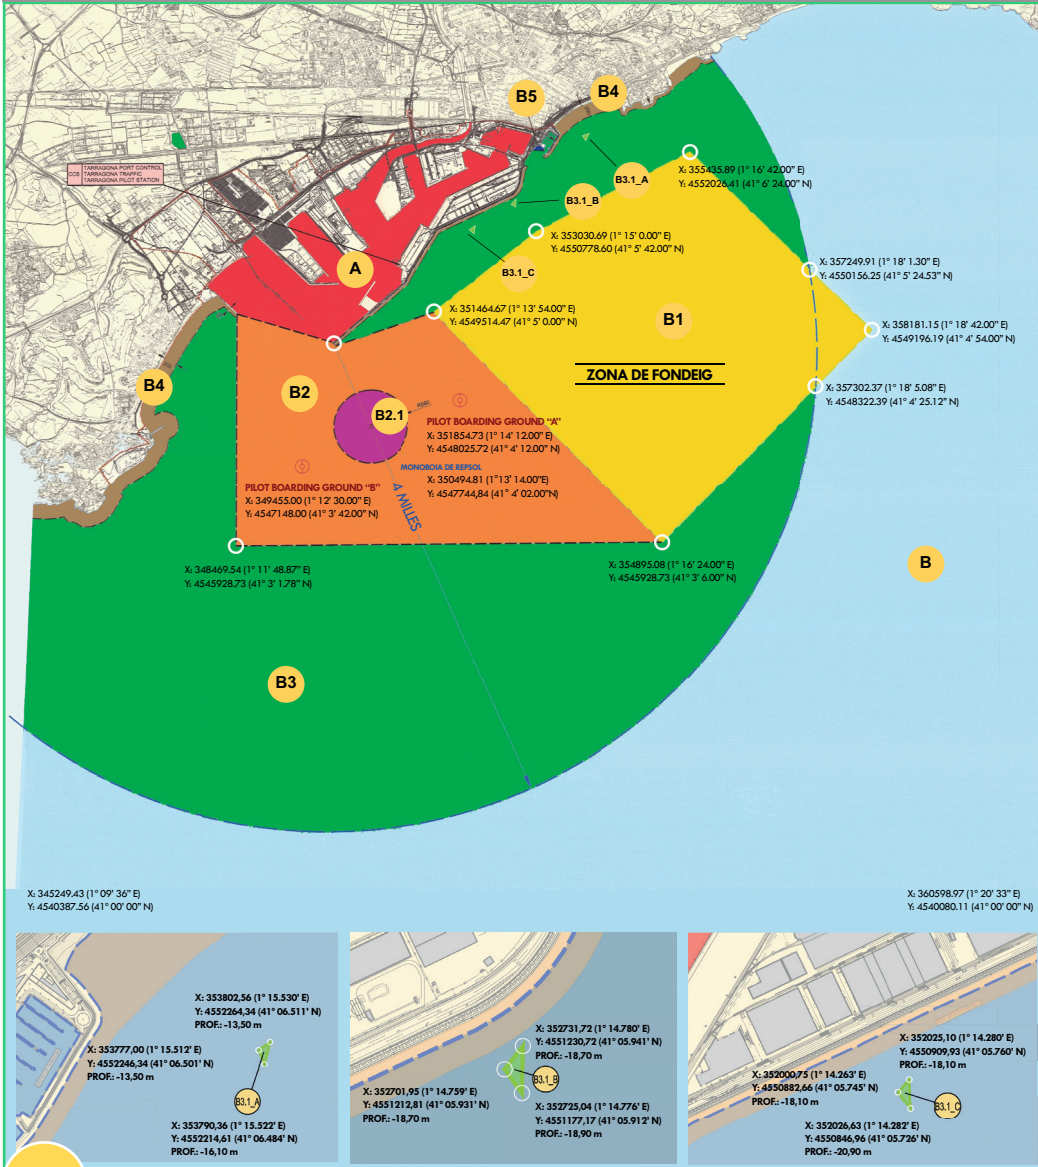 B5
B4
CCS
TARRAGONA PORT CONTROL
TARRAGONA TRAFFIC
TARRAGONA PILOT STATION
X: 355435.89 (1° 16' 42.00" E)
Y: 4552026.41 (41° 6' 24.00" N)
B3.1_A
B3.1_B
X: 353030.69 (1° 15' 0.00" E)
Y: 4550778.60 (41° 5' 42.00" N)
A
B3.1_C
X: 357249.91 (1° 18' 1.30" E)
Y: 4550156.25 (41° 5' 24.53" N)
X: 351464.67 (1° 13' 54.00" E)
Y: 4549514.47 (41° 5' 0.00" N)
B1
X: 358181.15 (1° 18' 42.00" E)
Y: 4549196.19 (41° 4' 54.00" N)
ZONA DE FONDEIG
B4
B2
X: 357302.37 (1° 18' 5.08" E)
Y: 4548322.39 (41° 4' 25.12" N)
B2.1
PILOT BOARDING GROUND "A"
X: 351854.73 (1° 14' 12.00" E)
Y: 4548025.72 (41° 4' 12.00" N)
MONOBOIA DE REPSOL
X: 350494.81 (1°13' 14.00"E)
Y: 4547744,84 (41° 4' 02.00"N)
PILOT BOARDING GROUND "B"
X: 349455.00 (1° 12' 30.00" E)
Y: 4547148.00 (41° 3' 42.00" N)
4 MILLES
X: 348469.54 (1° 11' 48.87" E)
Y: 4545928.73 (41° 3' 1.78" N)
X: 354895.08 (1° 16' 24.00" E)
Y: 4545928.73 (41° 3' 6.00" N)
B
B3
X: 345249.43 (1° 09' 36" E)
Y: 4540387.56 (41° 00' 00" N)
X: 360598.97 (1° 20' 33" E)
Y: 4540080.11 (41° 00' 00" N)
X: 353802,56 (1° 15.530' E)
Y: 4552264,34 (41° 06.511' N)
PROF.: -13,50 m
X: 353777,00 (1° 15.512' E)
Y: 4552246,34 (41° 06.501' N)
PROF.: -13,50 m
B3.1_A
X: 353790,36 (1° 15.522' E)
Y: 4552214,61 (41° 06.484' N)
PROF.: -16,10 m
X: 352731,72 (1° 14.780' E)
Y: 4551230,72 (41° 05.941' N)
PROF.: -18,70 m
X: 352701,95 (1° 14.759' E)
Y: 4551212,81 (41° 05.931' N)
PROF.: -18,70 m
B3.1_B
X: 352725,04 (1° 14.776' E)
Y: 4551177,17 (41° 05.912' N)
PROF.: -18,90 m
X: 352025,10 (1° 14.280' E)
Y: 4550909,93 (41° 05.760' N)
PROF.: -18,10 m
X: 352000,75 (1° 14.263' E)
Y: 4550882,66 (41° 05.745' N)
PROF.: -18,10 m
B3.1_C
X: 352026,63 (1° 14.282' E)
Y: 4550846,96 (41° 05.726' N)
PROF.: -20,90 m